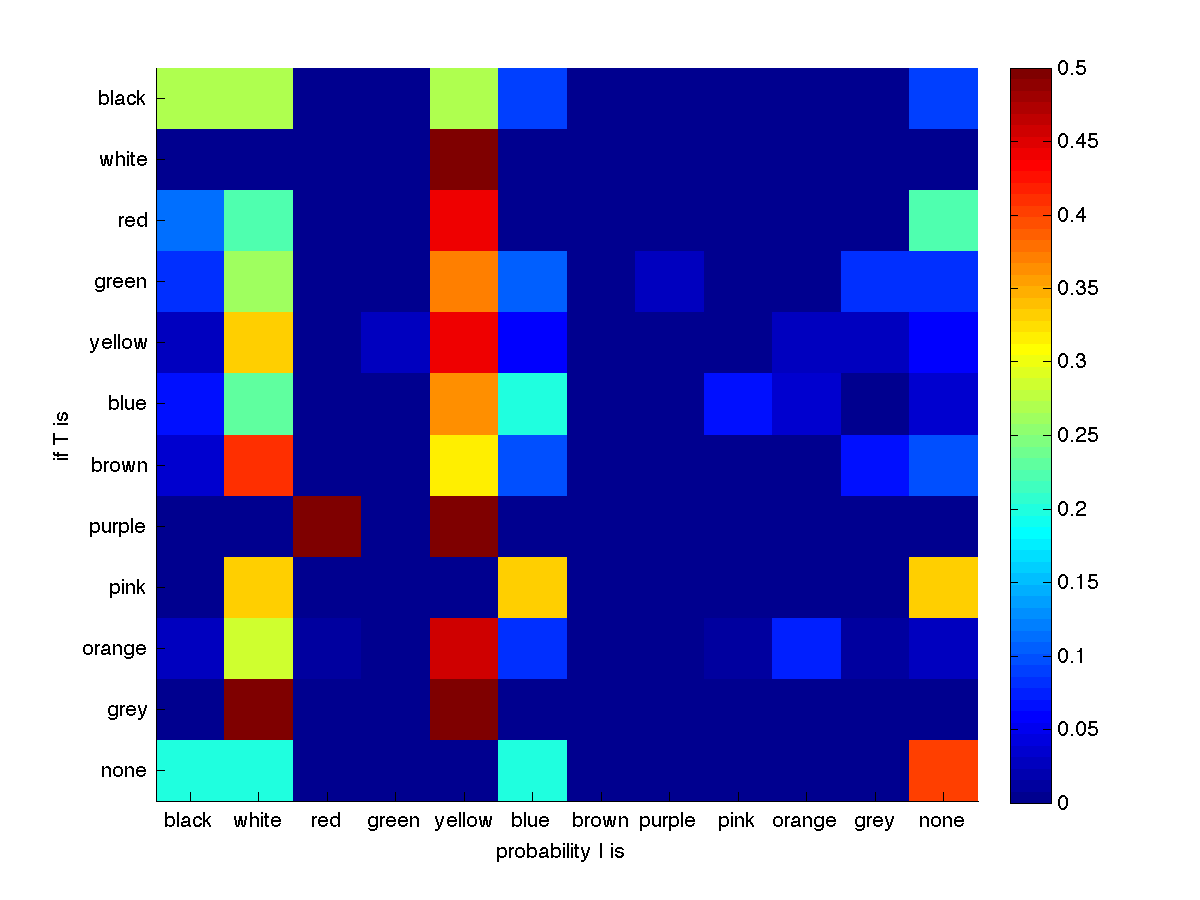 0.5
black
0.45
white
0.4
red
0.35
green
0.3
yellow
0.25
blue
if T is
0.2
brown
0.15
purple
pink
0.1
orange
0.05
grey
none
0
black white red green yellow blue brown purple pink orange grey none
probability I is